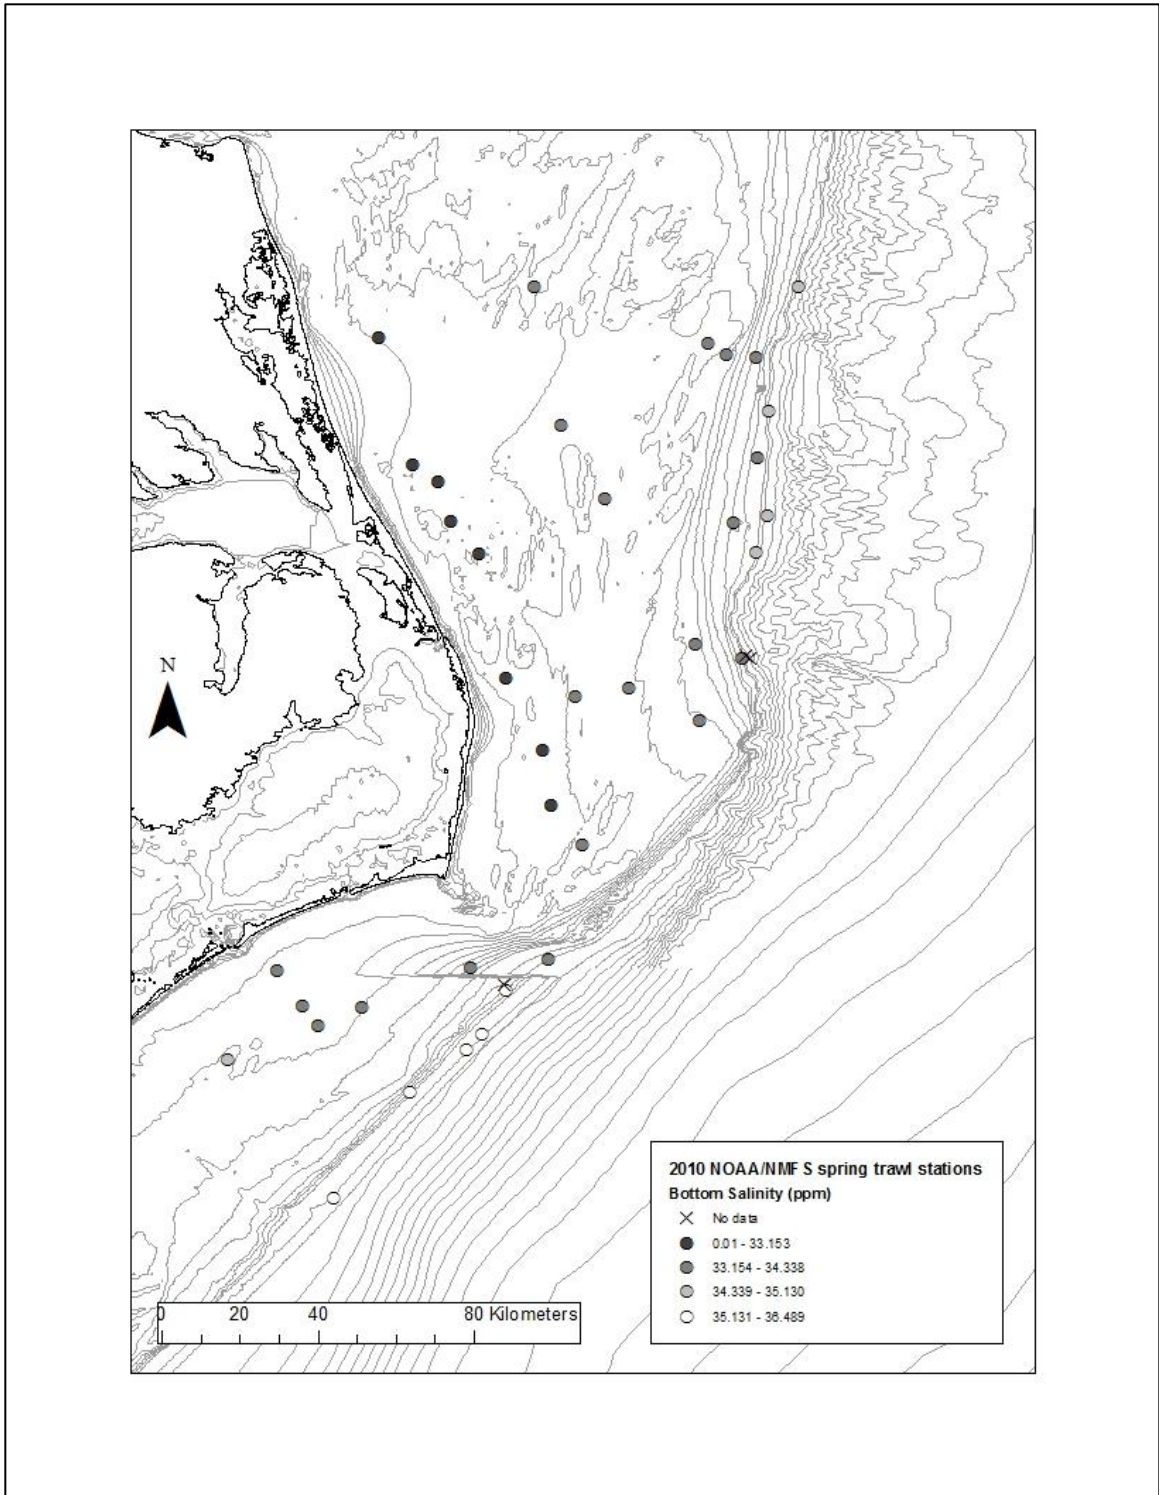 N
2010 NOAA/NMFS spring trawl stations
Bottom Salinity (ppm)
No data
0.01 - 33.153
33.154 - 34.338
34.339 - 35.130
35.131 - 36.489
0 20 40 80 Kilometers